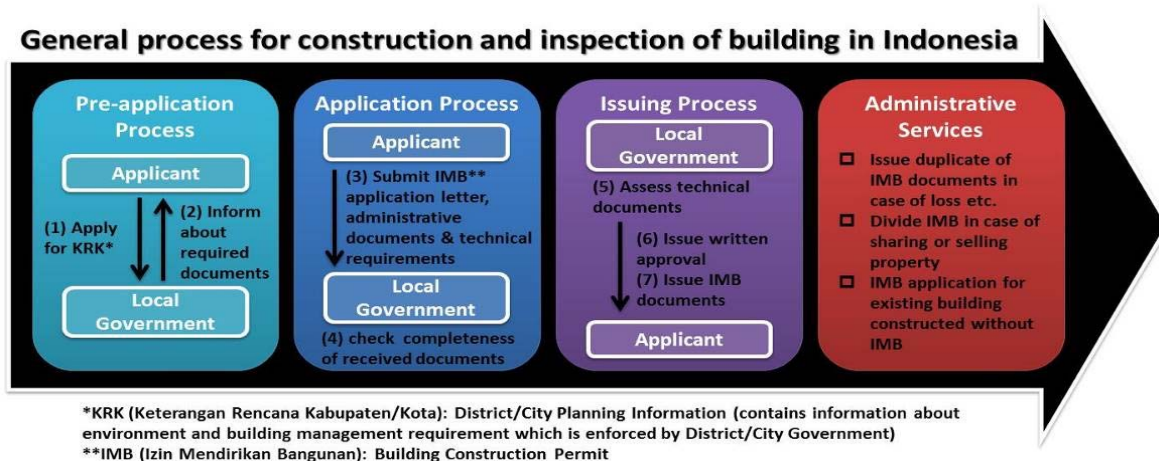 General process for construction and inspection of building in Indonesia
Pre-application
Process
Applicant
(1) Apply
for KRK*
(2) Inform
about
required
documents
Local
Government
Application Process
Applicant
(3) Submit IMB**
application letter,
administrative
documents & technical
requirements
Local
Government
(4) check completeness
of received documents
Issuing Process
Local
Government
(5) Assess technical
documents
(6) Issue written
approval
(7) Issue IMB
documents
Applicant
Administrative
Services
Issue duplicate of
IMB documents in
case of loss etc.
Divide IMB in case of
sharing or selling
property
IMB application for
existing building
constructed without
IMB
*KRK (Keterangan Rencana Kabupaten/Kota): District/City Planning Information (contains information about
environment and building management requirement which is enforced by District/City Government)
**IMB (Izin Mendirikan Bangunan): Building Construction Permit